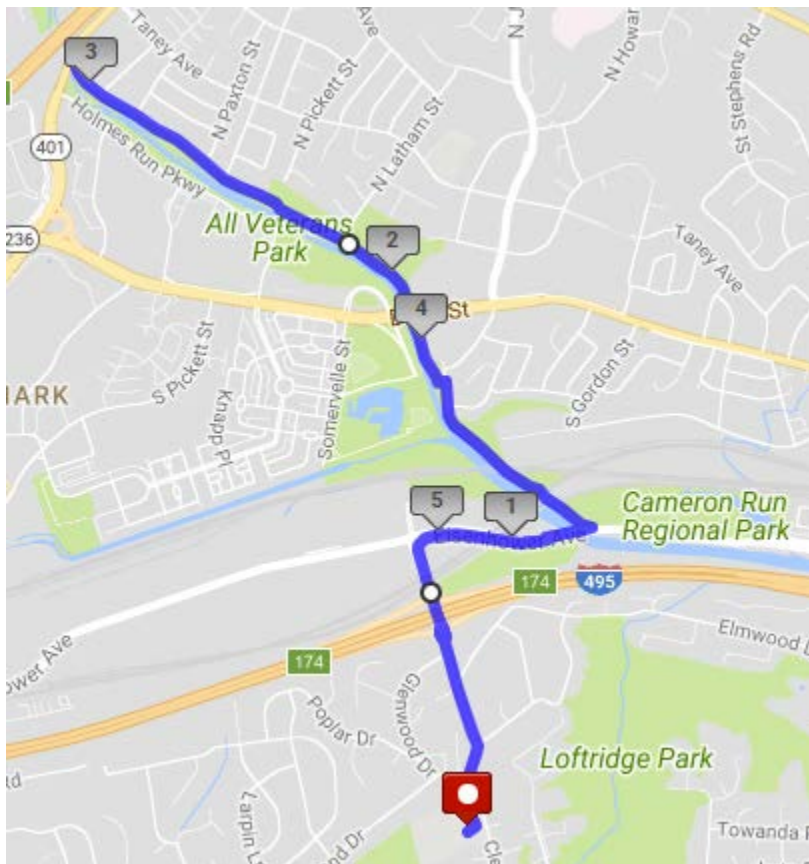 3
Taney Ave
N Paxton St
N Pickett St
Ave
N J
N Howar
St Stephens Rd
Holmes Run Pkwy
401
N Latham St
236
All Veterans
Park
2
Taney Ave
4
St
S Pickett St
Somervelle St
S Gordon St
IARK
Knapp Pl
5
1
Eisenhower Ave
Cameron Run
Regional Park
174
495
ower Ave
174
Elmwood D
Glenwood Dr
Poplar Dr
Loftridge Park
Rd
Larpin L
d Dr
Cle
Towanda R